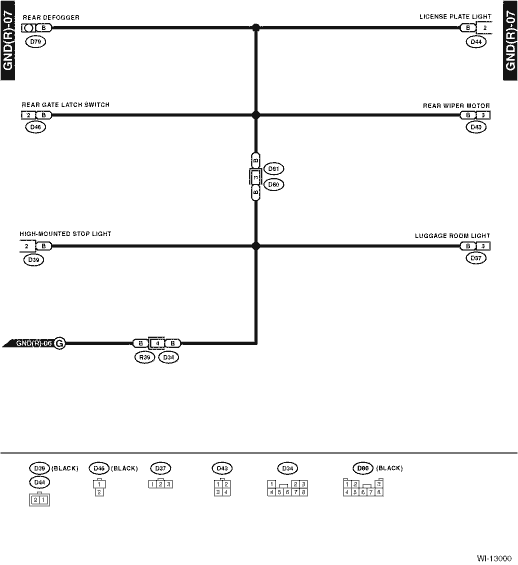 GND(R)-07
GND(R)-07
REAR DEFOGGER
B
D79
LICENSE PLATE LIGHT
B 2
D44
REAR GATE LATCH SWITCH
2 B
D46
REAR WIPER MOTOR
B 3
D43
B
D61
3
D60
B
HIGH-MOUNTED STOP LIGHT
2 B
D39
LUGGAGE ROOM LIGHT
B 3
D37
GND(R)-06 G
B 4 B
R39 D34
D39 (BLACK)
D44
2 1
D46 (BLACK)
1
2
D37
1 2 3
D43
1 2
3 4
D34
1 2 3
4 5 6 7 8
(BLACK)
1 2 3
4 5 6 7 8
WI-13000